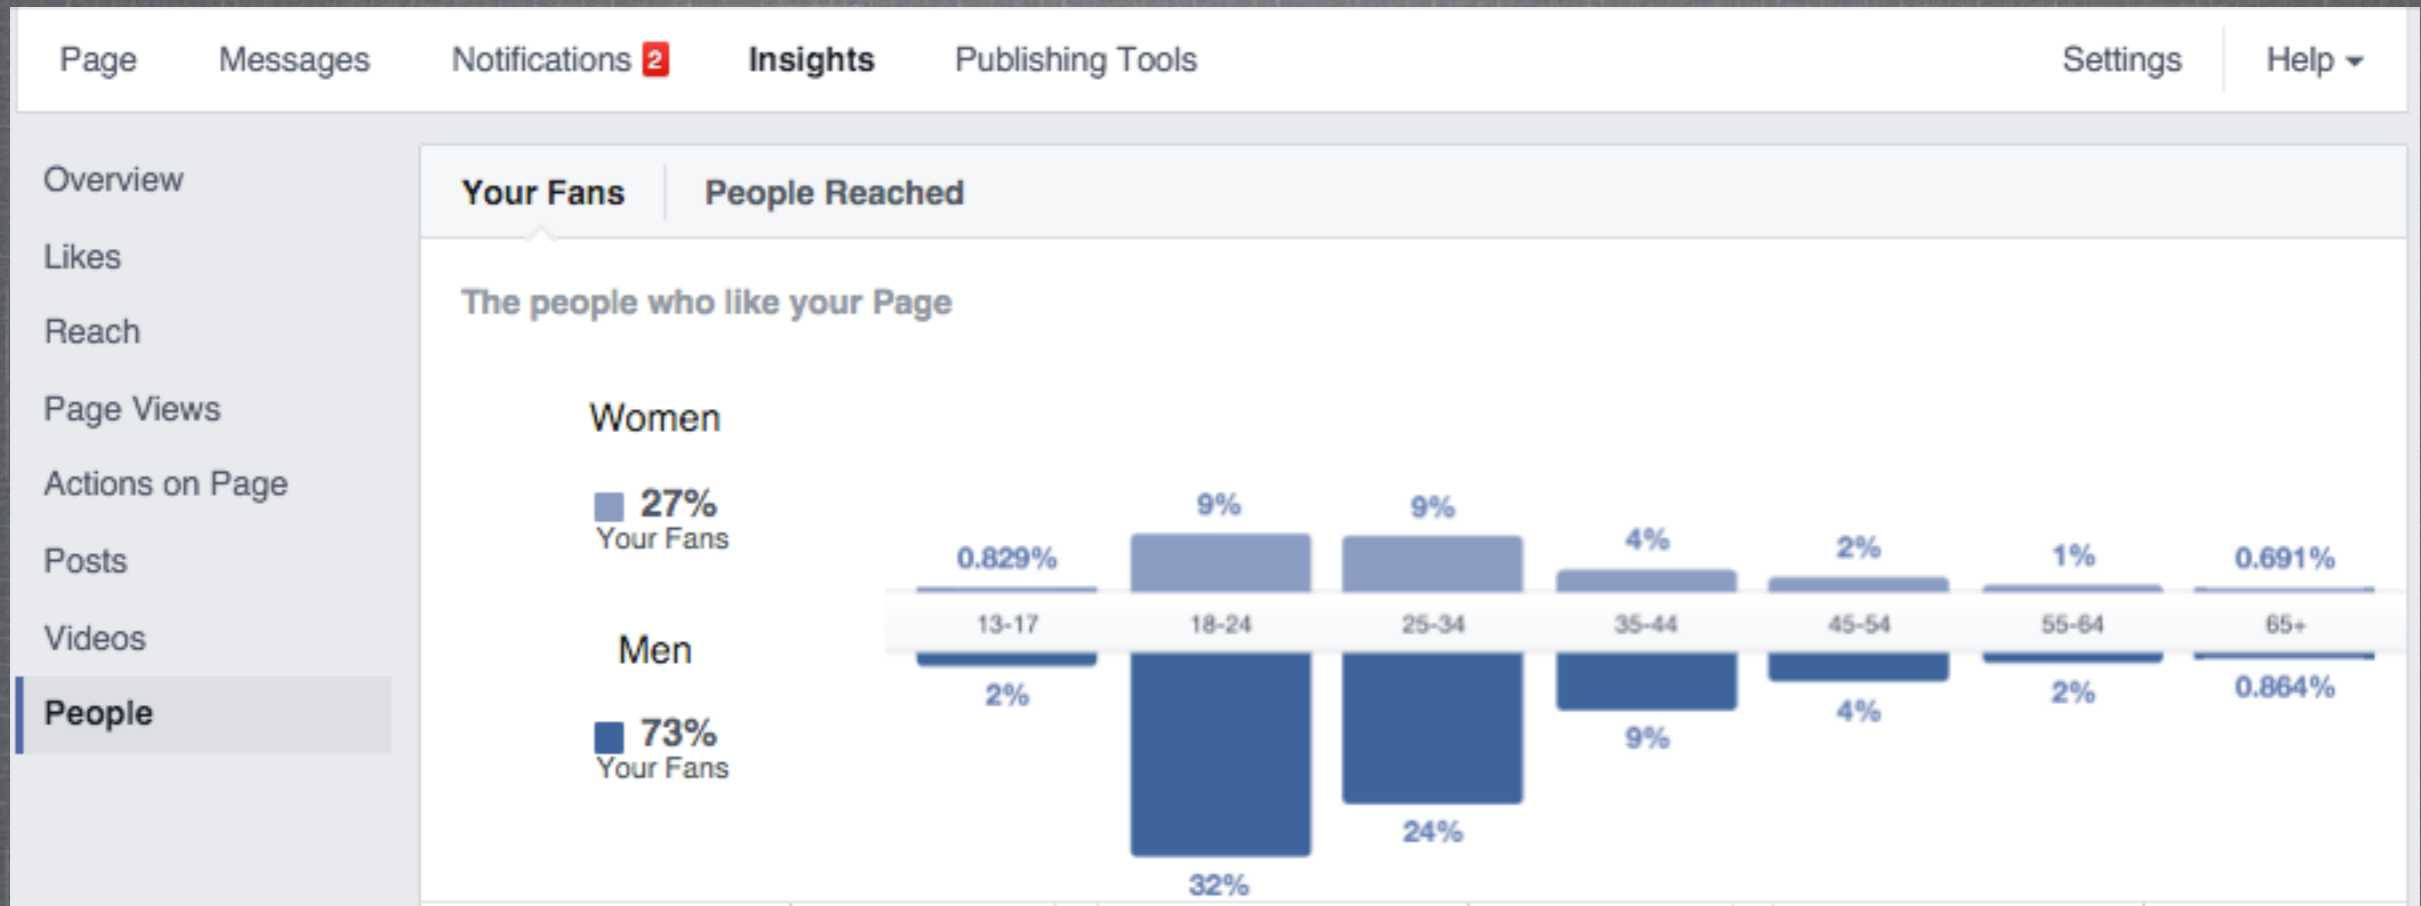 Page Messages Notifications 2 Insights Publishing Tools Settings Help
Overview
Likes
Reach
Page Views
Actions on Page
Posts
Videos
People
Your Fans People Reached
The people who like your Page
Women
27%
Your Fans
0.829% 9% 9% 4% 2% 1% 0.691%
13-17 18-24 25-34 35-44 45-54 55-64 65+
Men
73%
Your Fans
2% 32% 24% 9% 4% 2% 0.864%